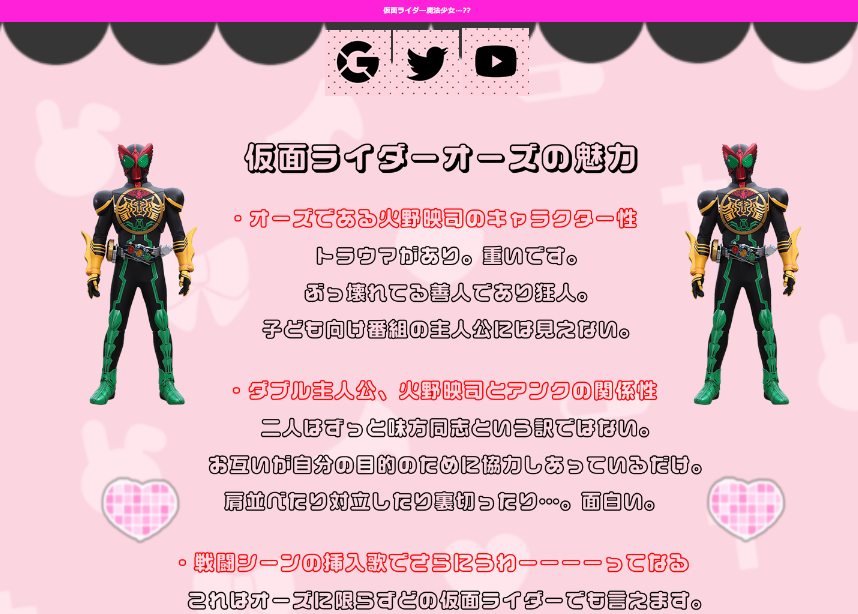 仮面ライダー魔法少女…??
仮面ライダーオーズの魅力
・オーズである火野映司のキャラクター性
トラウマがあり。重いです。
ぶっ壊れてる善人であり狂人。
子ども向け番組の主人公には見えない。
・ダブル主人公、火野映司とアンクの関係性
二人はずっと味方同志という訳ではない。
お互いが自分の目的のために協力しあっているだけ。
肩並べたり対立したり裏切ったり…。面白い。
・戦闘シーンの挿入歌でさらにうわーーーーってなる
これはオーズに限らずどの仮面ライダーでも言えます。